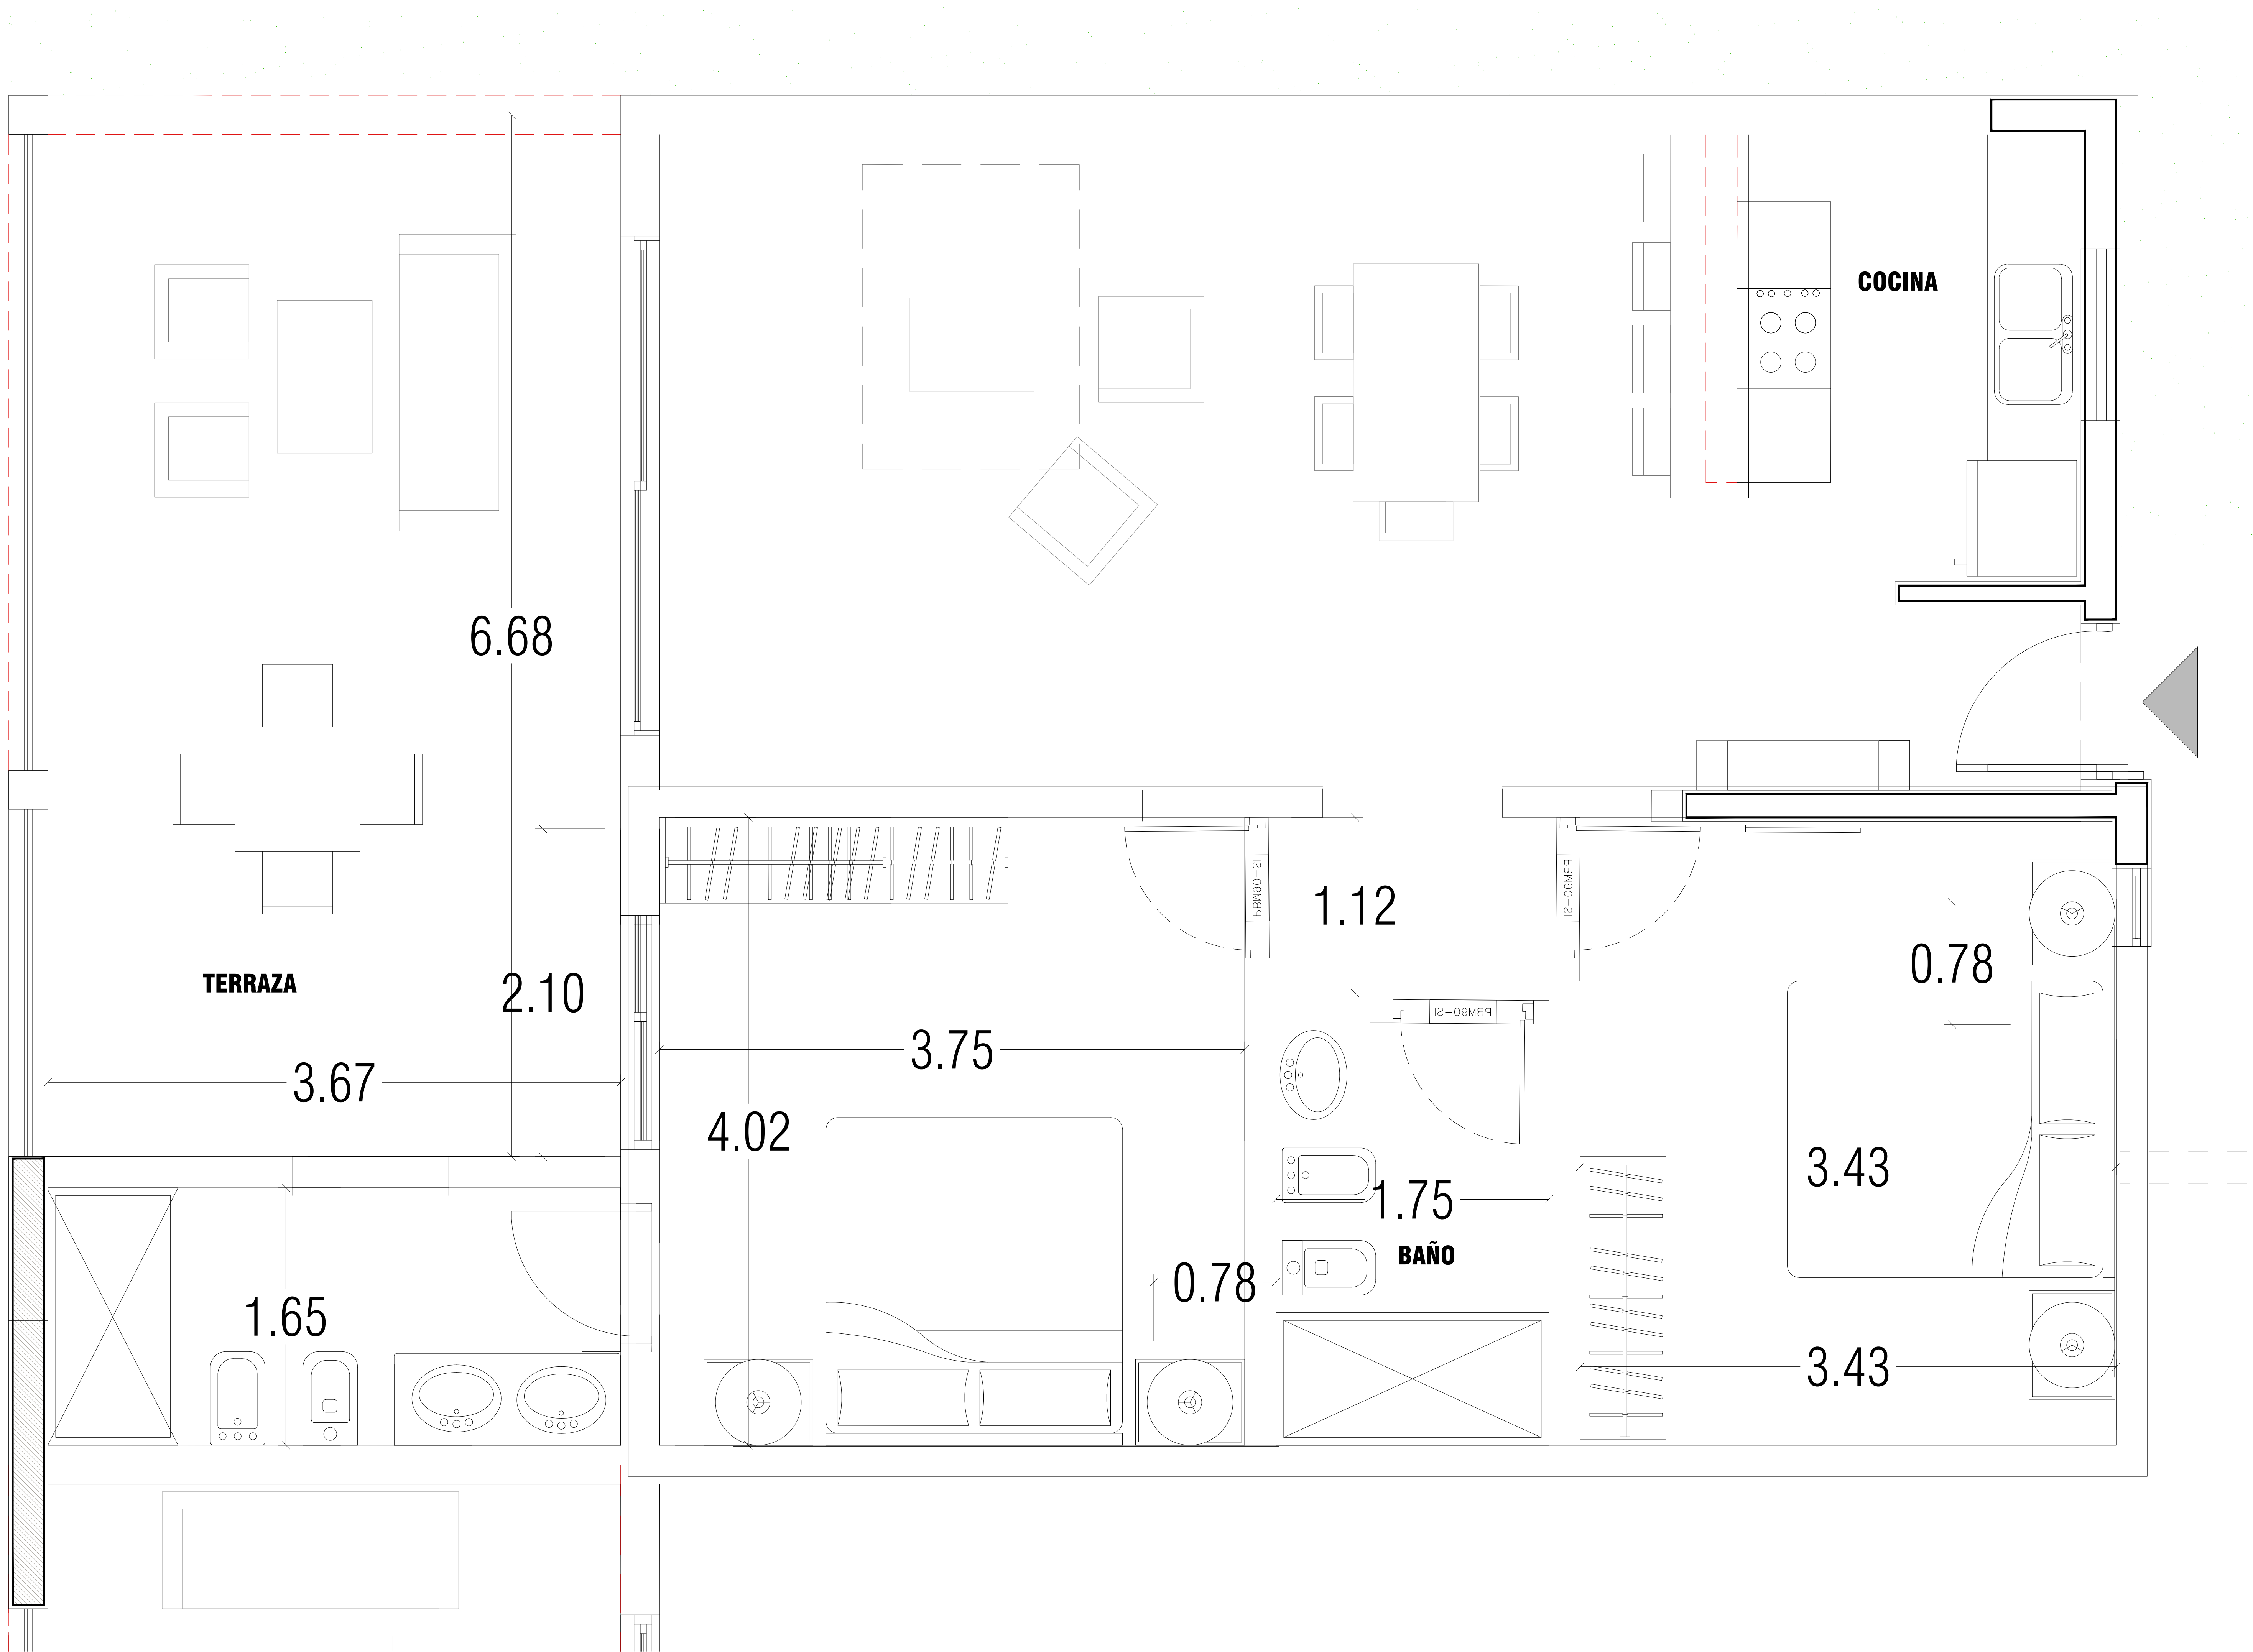 COCINA
6.68
1.12
PBM90-SI
PBM90-SI
0.78
TERRAZA
2.10
PBM90-SI
3.75
3.67
4.02
3.43
1.75
BAÑO
0.78
1.65
3.43